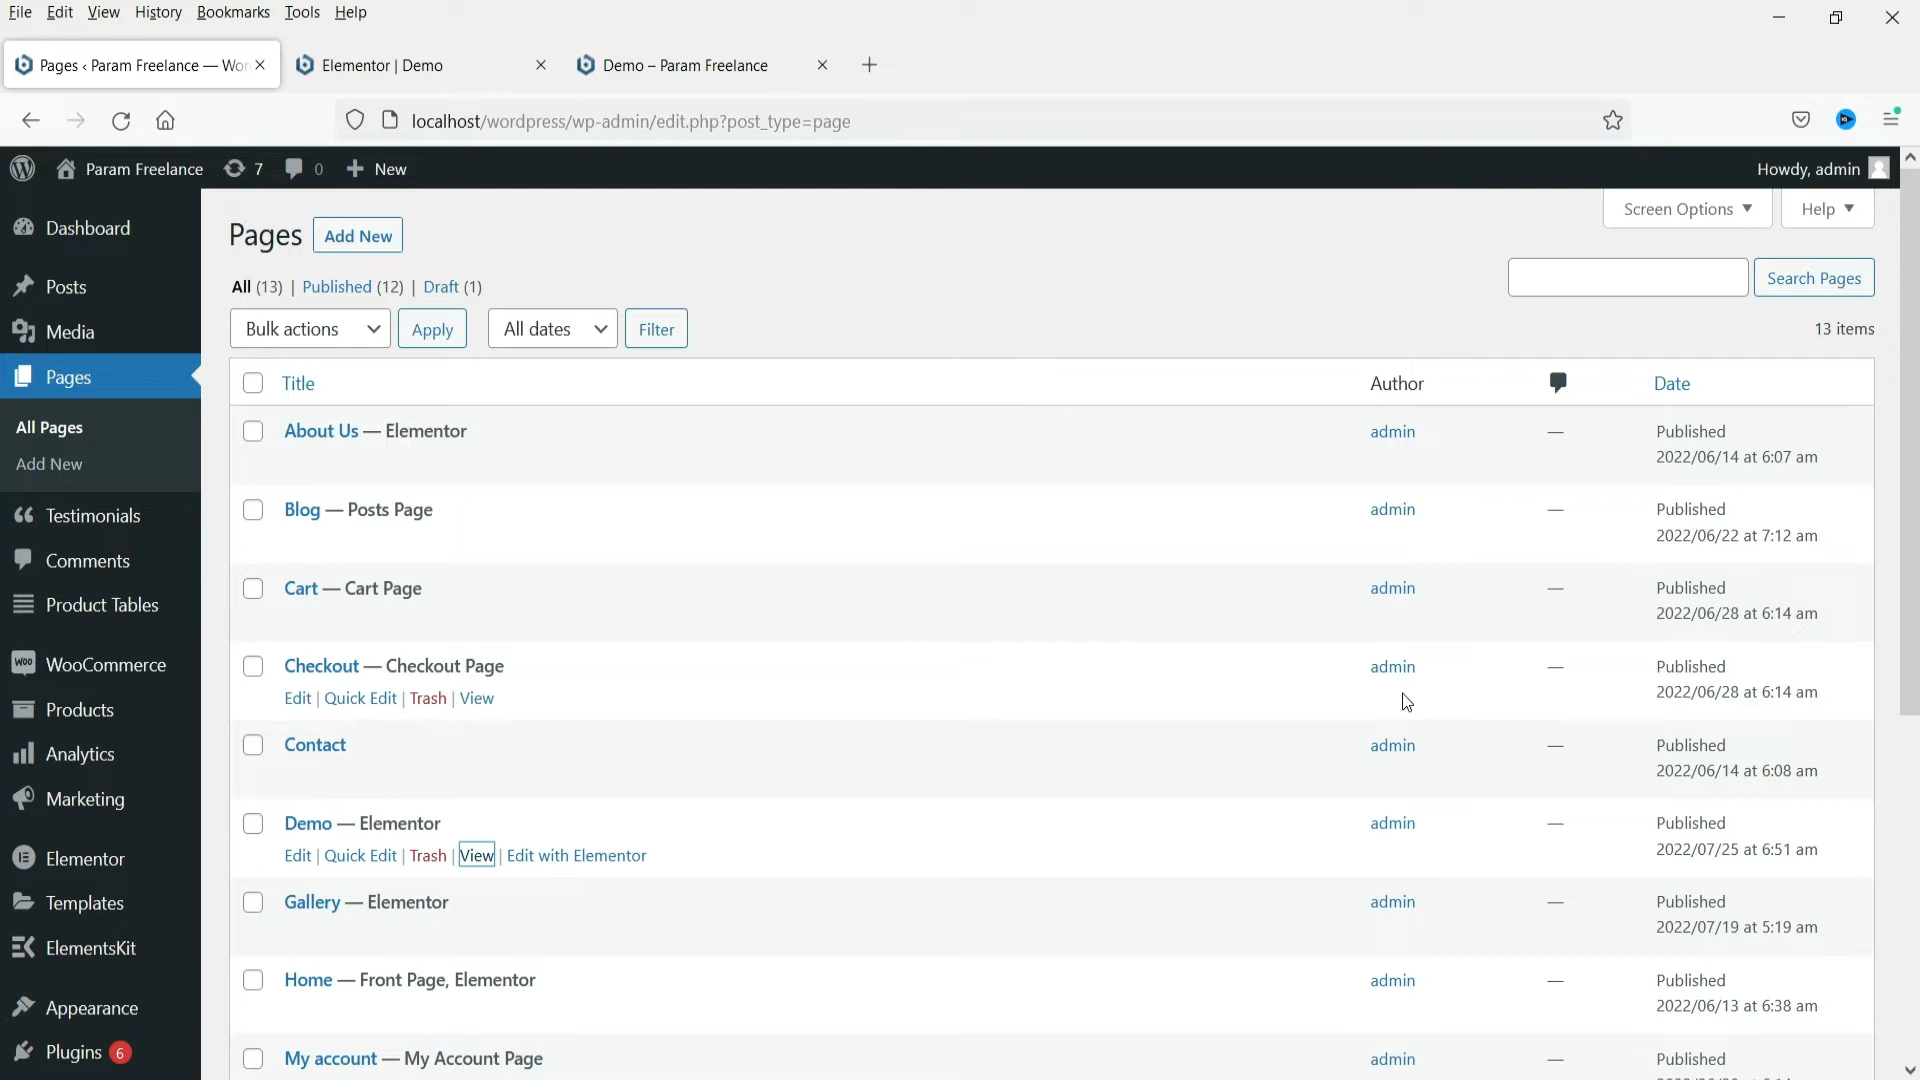 File Edit View History Bookmarks Tools Help
Pages ‹ Param Freelance — Wor
Elementor | Demo
Demo – Param Freelance
localhost/wordpress/wp-admin/edit.php?post_type=page
Param Freelance 7 0 New
Howdy, admin
Screen Options Help
Dashboard
Posts
Media
Pages
All Pages
Add New
Testimonials
Comments
Product Tables
WooCommerce
Products
Analytics
Marketing
Elementor
Templates
ElementsKit
Appearance
Plugins 6
Pages Add New
All (13) | Published (12) | Draft (1)
Search Pages
Bulk actions Apply All dates Filter
13 items
Title Author Date
About Us — Elementor admin — Published
2022/06/14 at 6:07 am
Blog — Posts Page admin — Published
2022/06/22 at 7:12 am
Cart — Cart Page admin — Published
2022/06/28 at 6:14 am
Checkout — Checkout Page admin — Published
Edit | Quick Edit | Trash | View 2022/06/28 at 6:14 am
Contact admin — Published
2022/06/14 at 6:08 am
Demo — Elementor admin — Published
Edit | Quick Edit | Trash | View | Edit with Elementor 2022/07/25 at 6:51 am
Gallery — Elementor admin — Published
2022/07/19 at 5:19 am
Home — Front Page, Elementor admin — Published
2022/06/13 at 6:38 am
My account — My Account Page admin — Published